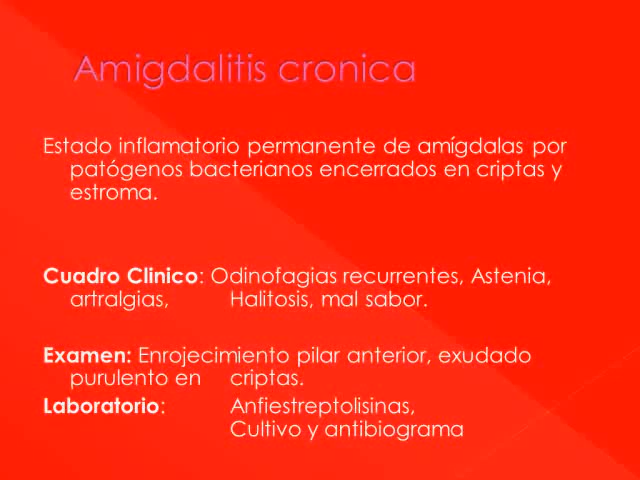 Amigdalitis cronica
Estado inflamatorio permanente de amígdalas por
patógenos bacterianos encerrados en criptas y
estroma.
Cuadro Clinico: Odinofagias recurrentes, Astenia,
artralgias, Halitosis, mal sabor.
Examen: Enrojecimiento pilar anterior, exudado
purulento en criptas.
Laboratorio: Anfiestreptolisinas,
Cultivo y antibiograma